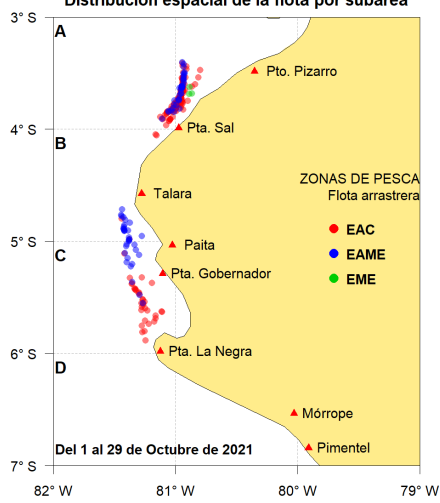 Distribución espacial de la flota por subárea
3° S
A
Pto. Pizarro
4° S
Pta. Sal
B
ZONAS DE PESCA
Flota arrastrera
Talara
EAC
5° S
Paita
C
EAME
Pta. Gobernador
EME
6° S
Pta. La Negra
D
Mórrope
Pimentel
Del 1 al 29 de Octubre de 2021
7° S
82° W
81° W
80° W
79° W